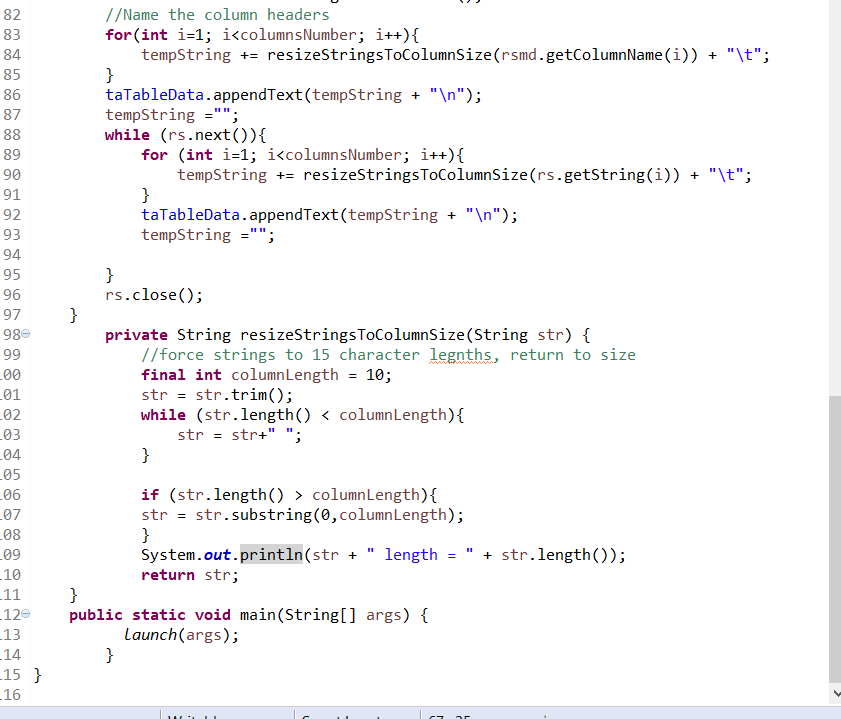 82 //Name the column headers
83 for(int i=1; i<columnsNumber; i++){
84 tempString += resizeStringsToColumnSize(rsmd.getColumnName(i)) + "\t";
85 }
86 taTableData.appendText(tempString + "\n");
87 tempString ="";
88 while (rs.next()){
89 for (int i=1; i<columnsNumber; i++){
90 tempString += resizeStringsToColumnSize(rs.getString(i)) + "\t";
91 }
92 taTableData.appendText(tempString + "\n");
93 tempString ="";
94
95 }
96 rs.close();
97 }
98 private String resizeStringsToColumnSize(String str) {
99 //force strings to 15 character legnths, return to size
.00 final int columnLength = 10;
.01 str = str.trim();
.02 while (str.length() < columnLength){
.03 str = str+" ";
.04 }
.05
.06 if (str.length() > columnLength){
.07 str = str.substring(0,columnLength);
.08 }
.09 System.out.println(str + " length = " + str.length());
.10 return str;
.11 }
.12 public static void main(String[] args) {
.13 launch(args);
.14 }
.15 }
.16